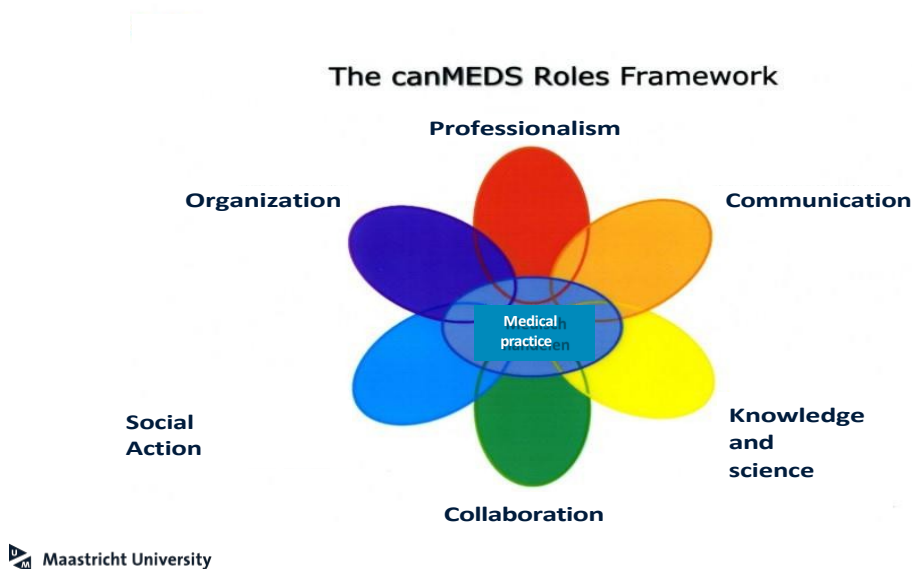 The canMEDS Roles Framework
Professionalism
Organization
Communication
Medical
practice
Social
Action
Knowledge
and
science
Collaboration
Maastricht University